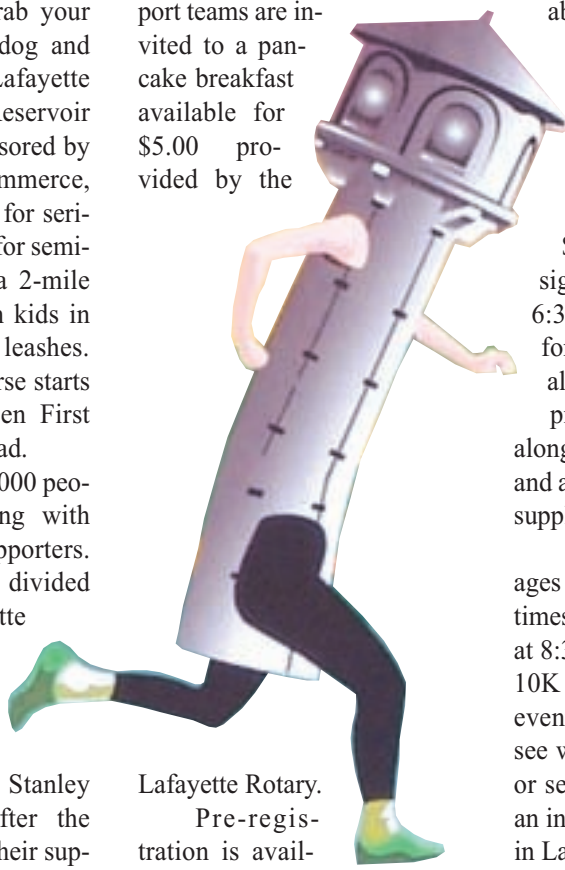 rab your
dog and
Lafayette
Reservoir
sored by
mmerce,
for seri-
for semi-
a 2-mile
n kids in
leashes.
rse starts
en First
ad.
000 peo-
ng with
pporters.
divided
tte
Stanley
fter the
heir sup-
port teams are in-
vited to a pan-
cake breakfast
available for
$5.00 pro-
vided by the
Lafayette Rotary.
Pre-regis-
tration is avail-
ab
S
sig
6:3
for
al
pr
along
and a
supp
ages
times
at 8:3
10K
even
see w
or se
an in
in La